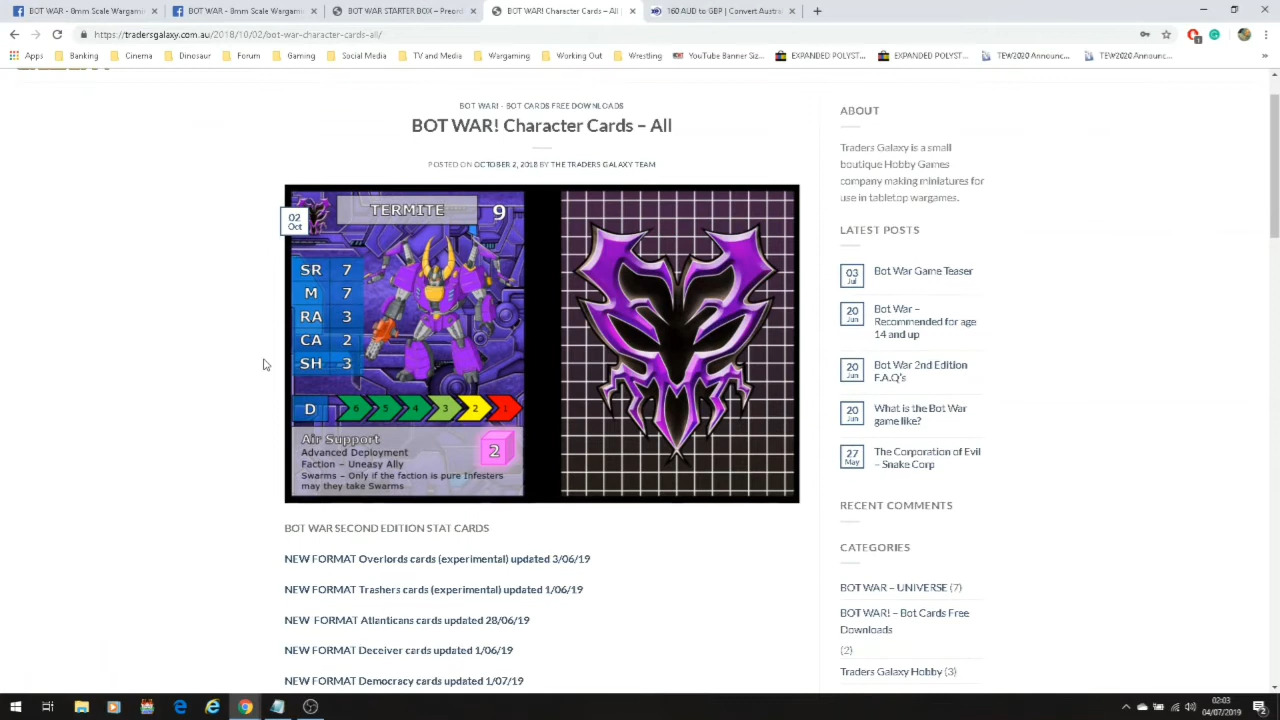 8 - Bot War - 8mm Scale Wargami
BOT WAR - 8mm Scale Wargames
BOT WAR STARTER BOX - Traders
BOT WAR! Character Cards – All
160 AUD to GBP | Convert Austra
https://tradersgalaxy.com.au/2018/10/02/bot-war-character-cards-all/
Apps
Banking
Cinema
Dinosaur
Forum
Gaming
Social Media
TV and Media
Wargaming
Working Out
Wrestling
YouTube Banner Siz...
EXPANDED POLYST...
EXPANDED POLYST...
TEW2020 Announc...
TEW2020 Announc...
BOT WAR! - BOT CARDS FREE DOWNLOADS
BOT WAR! Character Cards – All
POSTED ON OCTOBER 2, 2018 BY THE TRADERS GALAXY TEAM
02
Oct
TERMITE 9
SR 7
M 7
RA 3
CA 2
SH 3
D 6 5 4 3 2 1
Air Support
Advanced Deployment
Faction – Uneasy Ally
Swarms – Only if the faction is pure Infesters
may they take Swarms
2
BOT WAR SECOND EDITION STAT CARDS
NEW FORMAT Overlords cards (experimental) updated 3/06/19
NEW FORMAT Trashers cards (experimental) updated 1/06/19
NEW FORMAT Atlanticans cards updated 28/06/19
NEW FORMAT Deceiver cards updated 1/06/19
NEW FORMAT Democracy cards updated 1/07/19
ABOUT
Traders Galaxy is a small
boutique Hobby Games
company making miniatures for
use in tabletop wargames.
LATEST POSTS
03
Jul
Bot War Game Teaser
20
Jun
Bot War –
Recommended for age
14 and up
20
Jun
Bot War 2nd Edition
F.A.Q's
20
Jun
What is the Bot War
game like?
27
May
The Corporation of Evil
– Snake Corp
RECENT COMMENTS
CATEGORIES
BOT WAR – UNIVERSE (7)
BOT WAR! – Bot Cards Free
Downloads
(2)
Traders Galaxy Hobby (3)
02:03
04/07/2019